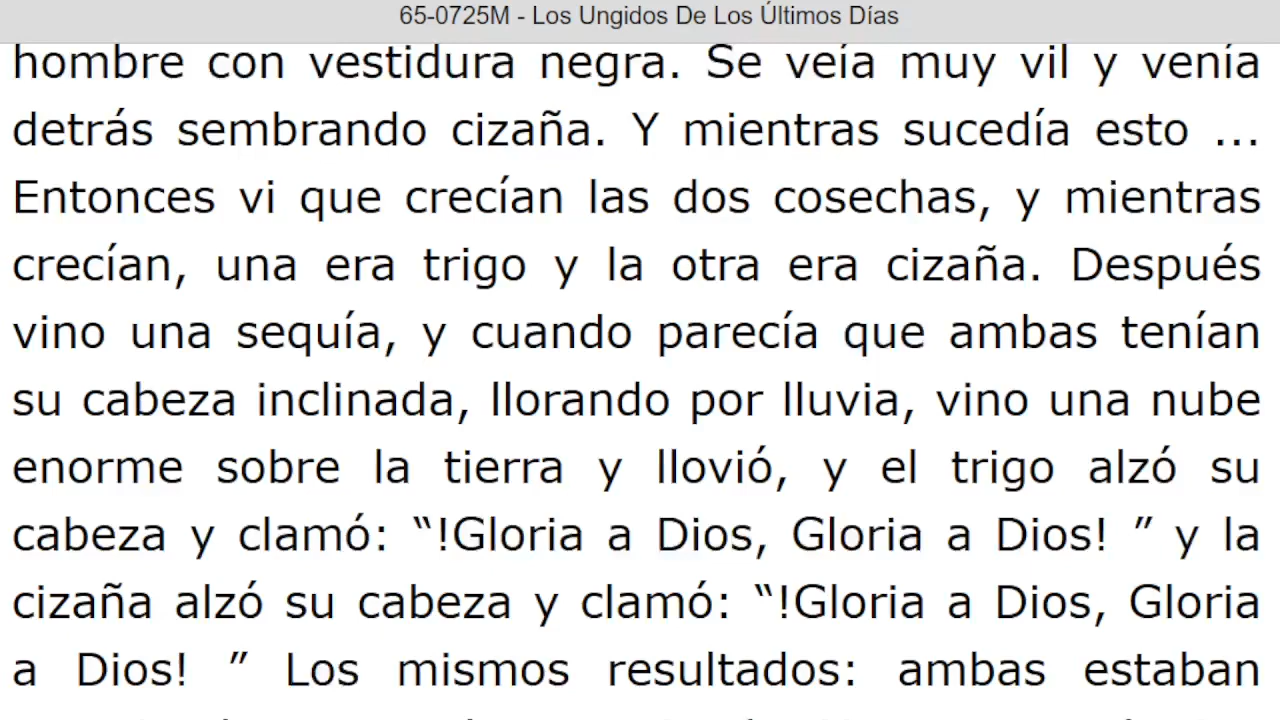 65-0725M - Los Ungidos De Los Últimos Días
hombre con vestidura negra. Se veía muy vil y venía
detrás sembrando cizaña. Y mientras sucedía esto ...
Entonces vi que crecían las dos cosechas, y mientras
crecían, una era trigo y la otra era cizaña. Después
vino una sequía, y cuando parecía que ambas tenían
su cabeza inclinada, llorando por lluvia, vino una nube
enorme sobre la tierra y llovió, y el trigo alzó su
cabeza y clamó: “!Gloria a Dios, Gloria a Dios! ” y la
cizaña alzó su cabeza y clamó: “!Gloria a Dios, Gloria
a Dios! ” Los mismos resultados: ambas estaban